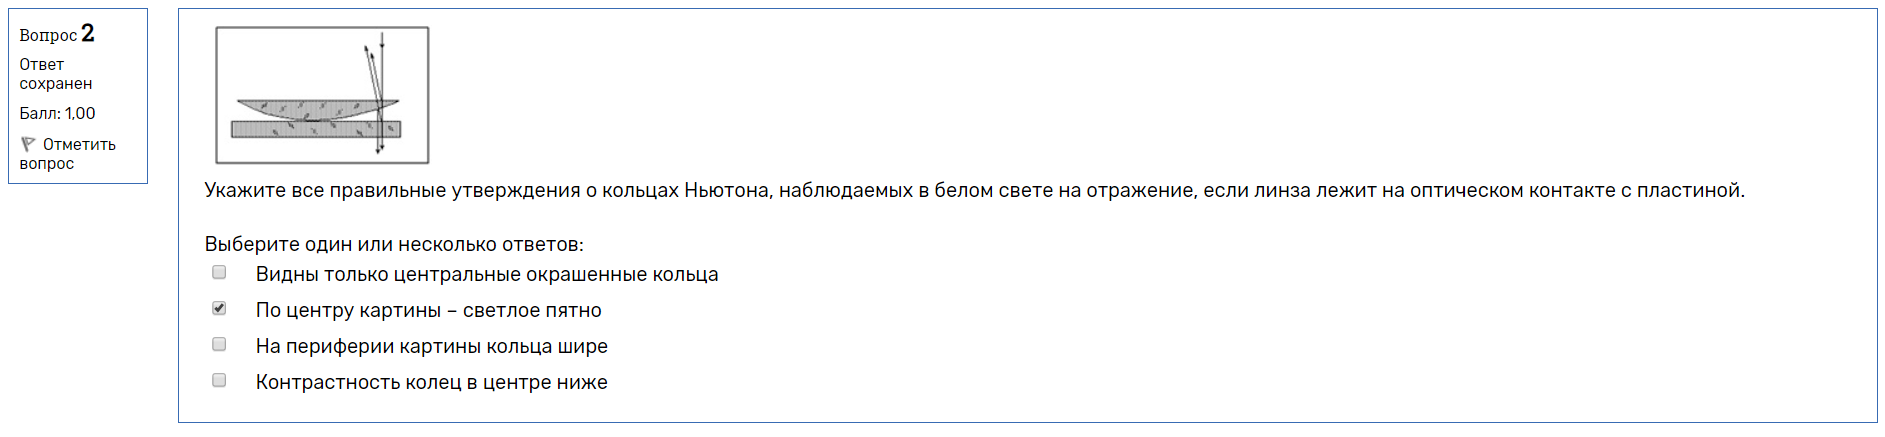 Вопрос 2
Ответ
сохранен
Балл: 1,00
Отметить
вопрос
Укажите все правильные утверждения о кольцах Ньютона, наблюдаемых в белом свете на отражение, если линза лежит на оптическом контакте с пластиной.
Выберите один или несколько ответов:
Видны только центральные окрашенные кольца
По центру картины – светлое пятно
На периферии картины кольца шире
Контрастность колец в центре ниже